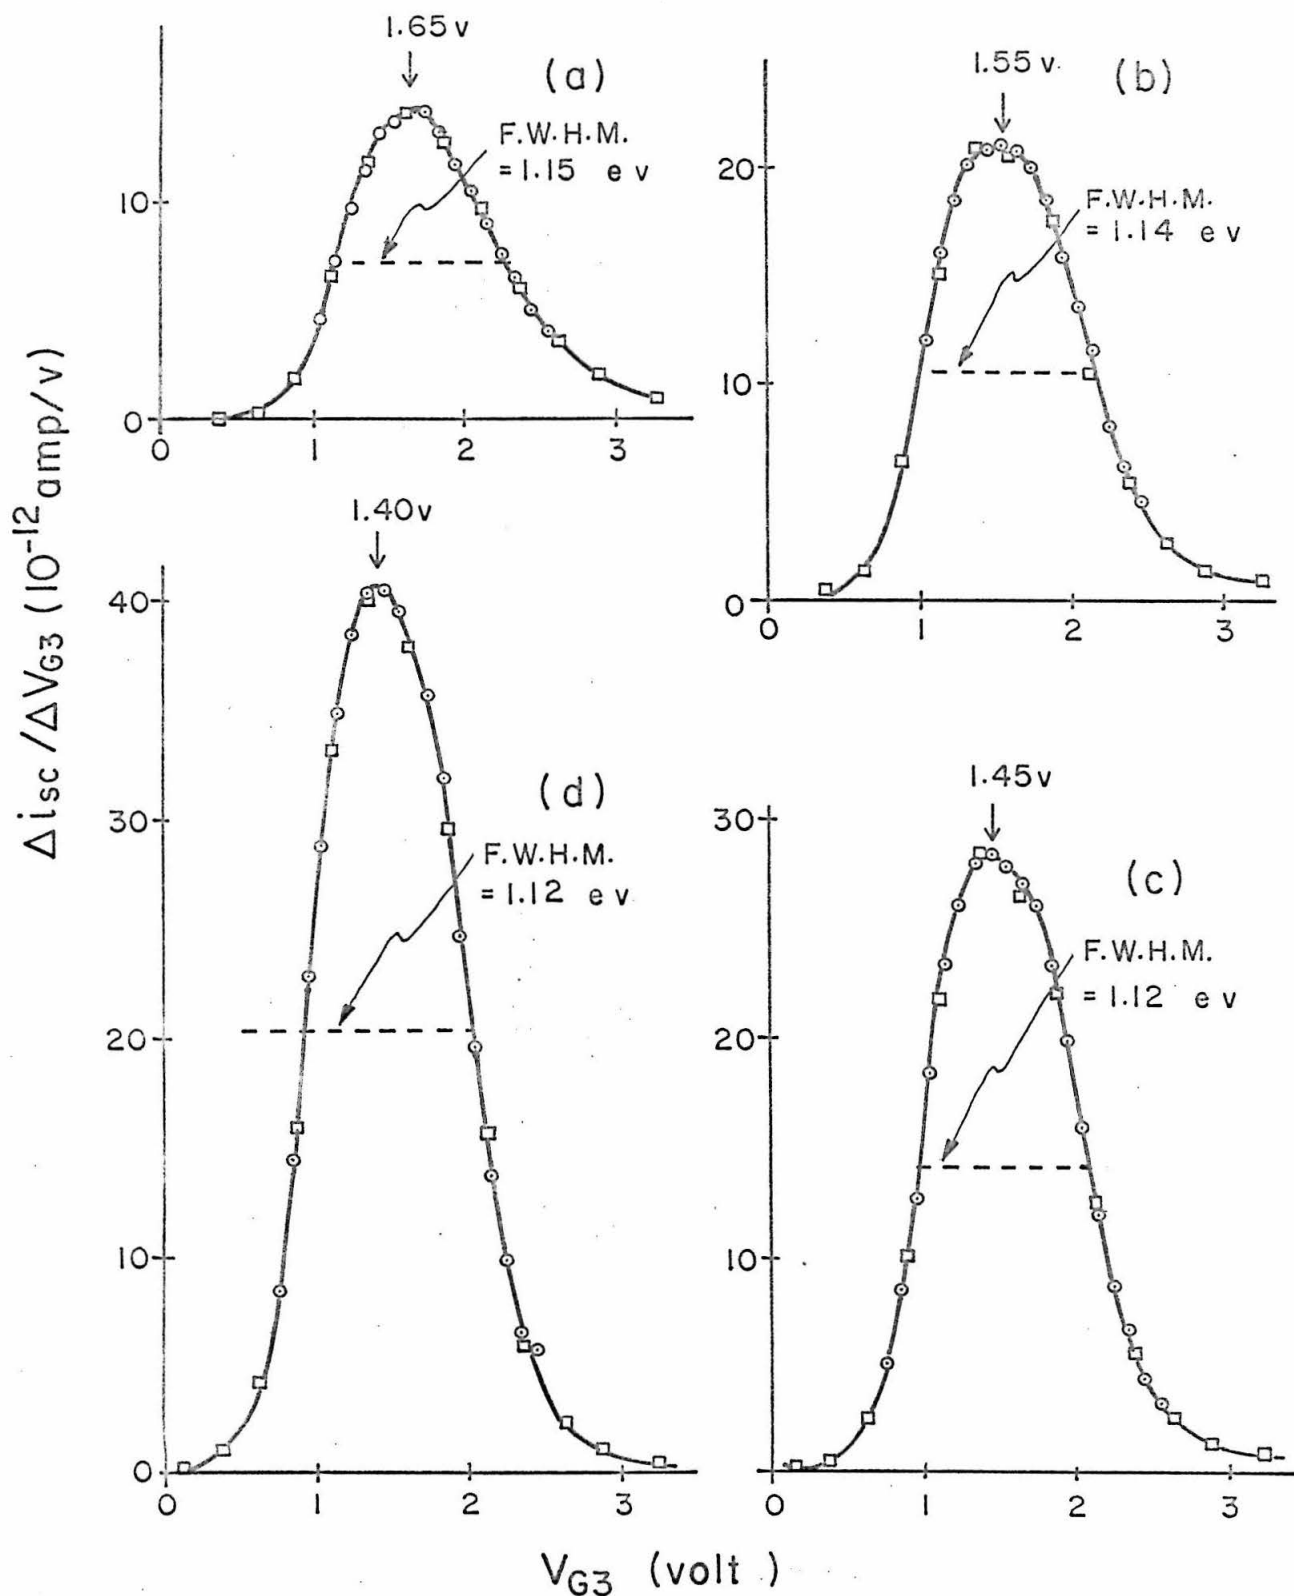 1.65 v
(a)
F.W.H.M.
= 1.15 ev
10
0
1
2
3
1.55 v.
(b)
20
F.W.H.M.
= 1.14 ev
10
0
0
1
2
3
1.40 v
(d)
40
30
F.W.H.M.
= 1.12 ev
20
10
0
0
1
2
3
1.45 v
(c)
30
20
F.W.H.M.
= 1.12 ev
10
0
1
2
3
0
Δisc/ΔVG3 (10⁻¹² amp/v)
VG3 (volt)